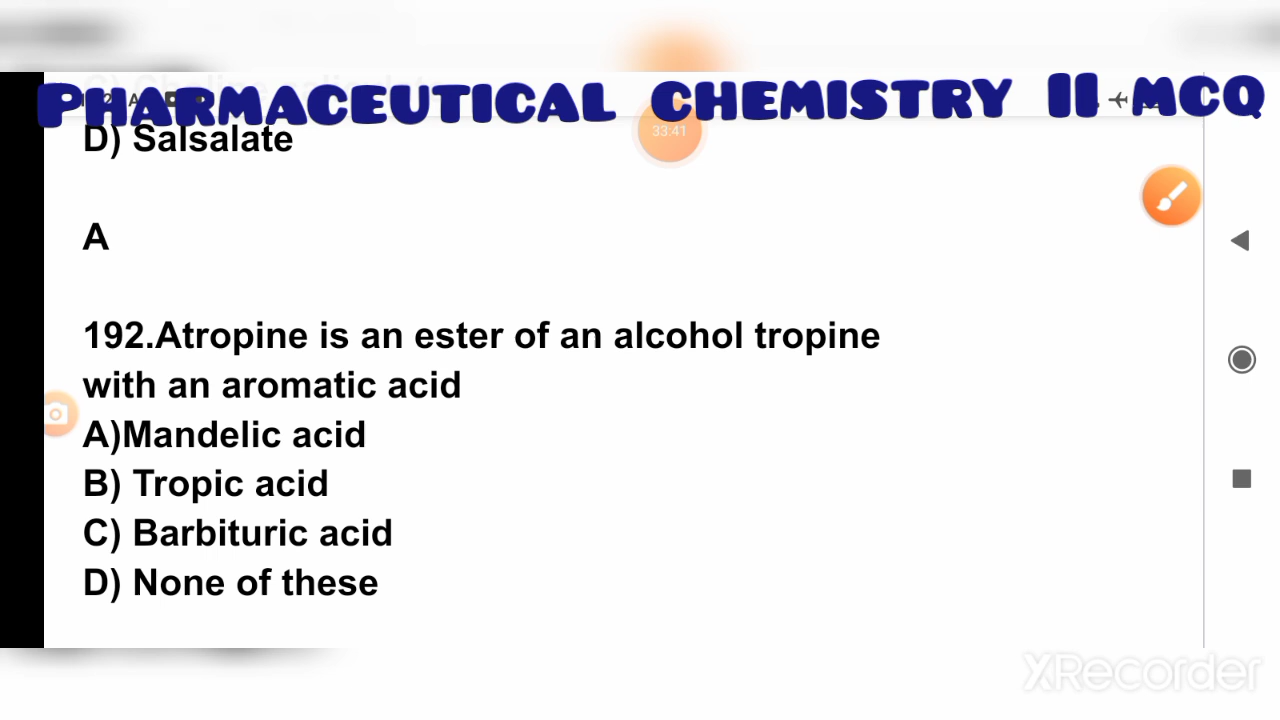 PHARMACEUTICAL CHEMISTRY II MCQ
33:41
D) Salsalate
A
192.Atropine is an ester of an alcohol tropine
with an aromatic acid
A)Mandelic acid
B) Tropic acid
C) Barbituric acid
D) None of these
XRecorder